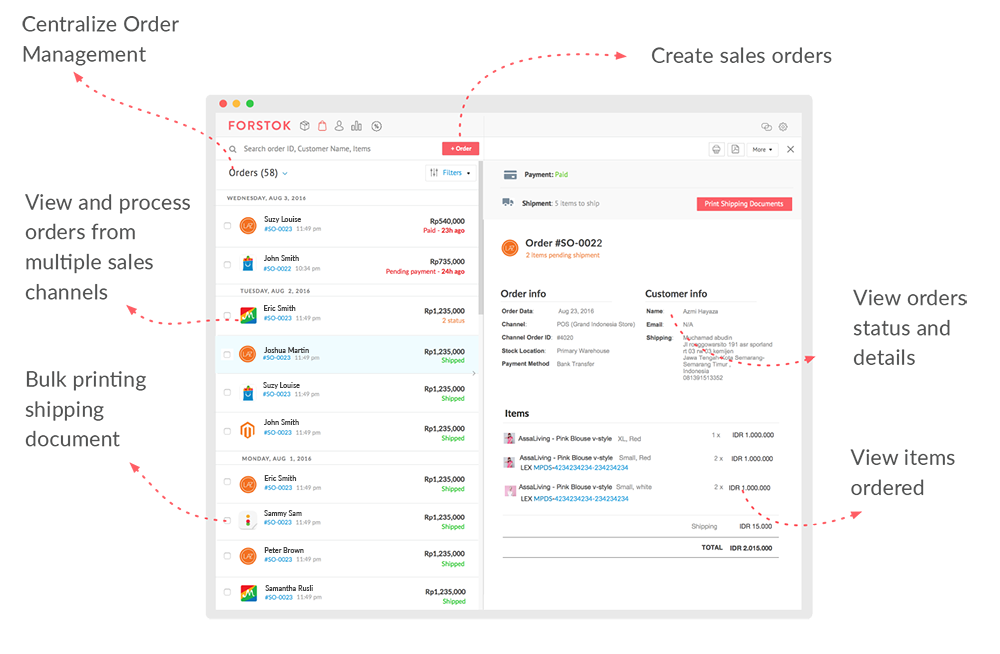 Centralize Order
Management
Create sales orders
View and process
orders from
multiple sales
channels
Bulk printing
shipping
document
View orders
status and
details
View items
ordered
FORSTOK
Search order ID, Customer Name, Items
+ Order
Orders (58)
Filters
WEDNESDAY, AUG 3, 2016
Suzy Louise Rp540,000
#SO-0023 11:49 pm Paid - 23h ago
John Smith Rp735,000
#SO-0022 10:34 pm Pending payment - 24h ago
TUESDAY, AUG 2, 2016
Eric Smith Rp1,235,000
#SO-0023 11:49 pm 2 status
Joshua Martin Rp1,235,000
#SO-0023 11:49 pm Shipped
Suzy Louise Rp1,235,000
#SO-0023 11:49 pm Shipped
John Smith Rp1,235,000
#SO-0023 11:49 pm Shipped
MONDAY, AUG 1, 2016
Eric Smith Rp1,235,000
#SO-0023 11:49 pm Shipped
Sammy Sam Rp1,235,000
#SO-0023 11:49 pm Shipped
Peter Brown Rp1,235,000
#SO-0023 11:49 pm Shipped
Samantha Rusli Rp1,235,000
#SO-0023 11:49 pm Shipped
More
Payment: Paid
Shipment: 5 items to ship
Print Shipping Documents
Order #SO-0022
2 items pending shipment
Order info
Order Data: Aug 23, 2016
Channel: POS (Grand Indonesia Store)
Channel Order ID #4020
Stock Location: Primary Warehouse
Payment Method Bank Transfer
Customer info
Name Azmi Hayaza
Email N/A
Shipping: Muchamad abudin
Jl ronggowarsito 191 asr sportand
rt 03 rw 03 kemijen
Jawa Tengah-Kota Semarang-
Semarang Timur ,
Indonesia
081391513352
Items
AssaLiving - Pink Blouse v-style XL, Red 1 x IDR 1.000.000
AssaLiving - Pink Blouse v-style Small, Red 2 x IDR 1.000.000
LEX MPDS-4234234234-234234234
AssaLiving - Pink Blouse v-style Small, white 2 x IDR 1.000.000
LEX MPDS-4234234234-234234234
Shipping IDR 15.000
TOTAL IDR 2.015.000